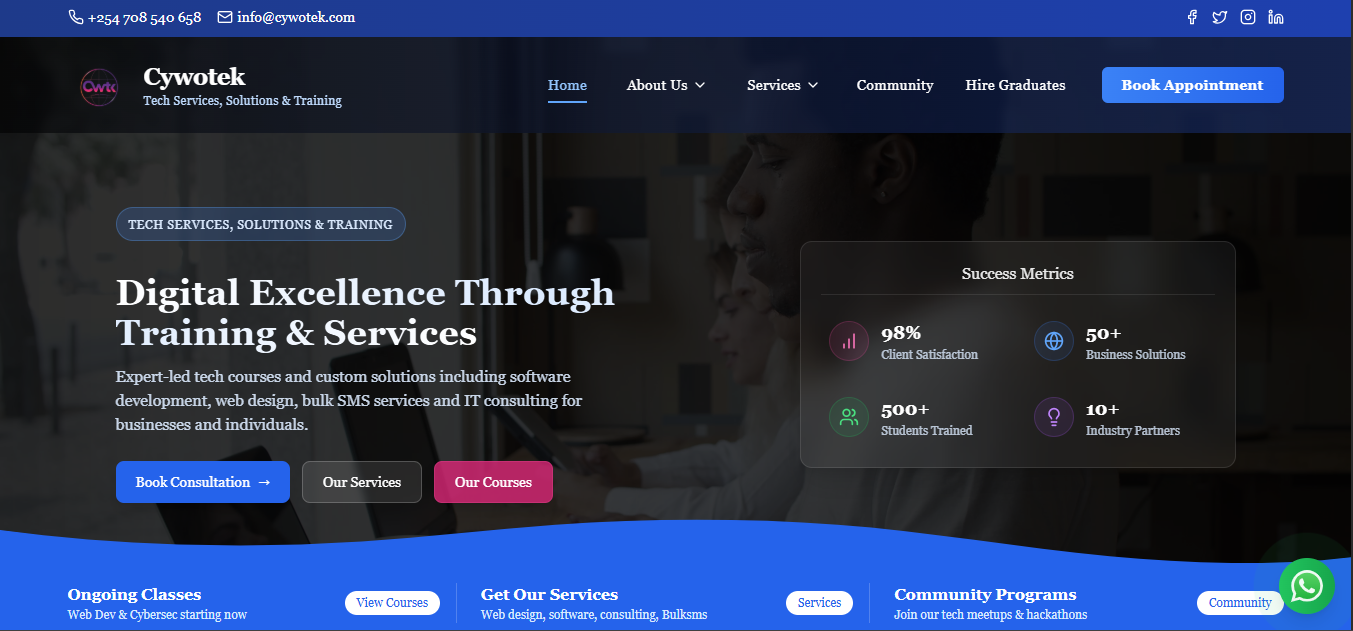 +254 708 540 658 info@cywotek.com
Cwtc
Cywotek
Tech Services, Solutions & Training
Home About Us Services Community Hire Graduates Book Appointment
TECH SERVICES, SOLUTIONS & TRAINING
Digital Excellence Through
Training & Services
Expert-led tech courses and custom solutions including software
development, web design, bulk SMS services and IT consulting for
businesses and individuals.
Book Consultation → Our Services Our Courses
Success Metrics
98% 50+
Client Satisfaction Business Solutions
500+ 10+
Students Trained Industry Partners
Ongoing Classes
Web Dev & Cybersec starting now
View Courses
Get Our Services
Web design, software, consulting, Bulksms
Services
Community Programs
Join our tech meetups & hackathons
Community